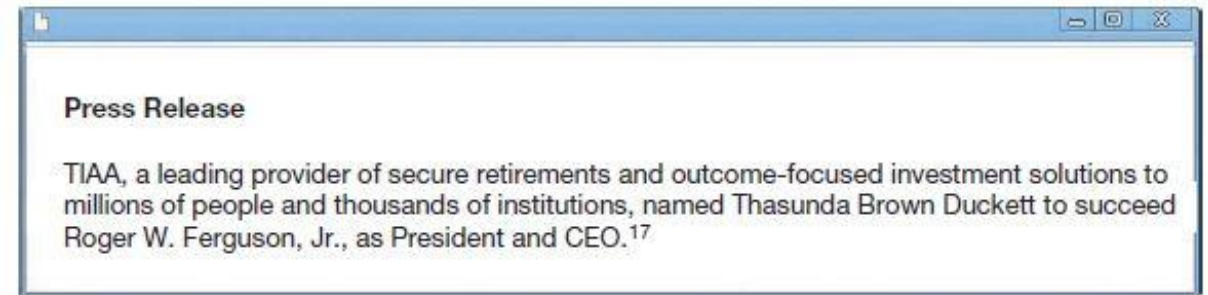 Press Release
TIAA, a leading provider of secure retirements and outcome-focused investment solutions to
millions of people and thousands of institutions, named Thasunda Brown Duckett to succeed
Roger W. Ferguson, Jr., as President and CEO.17